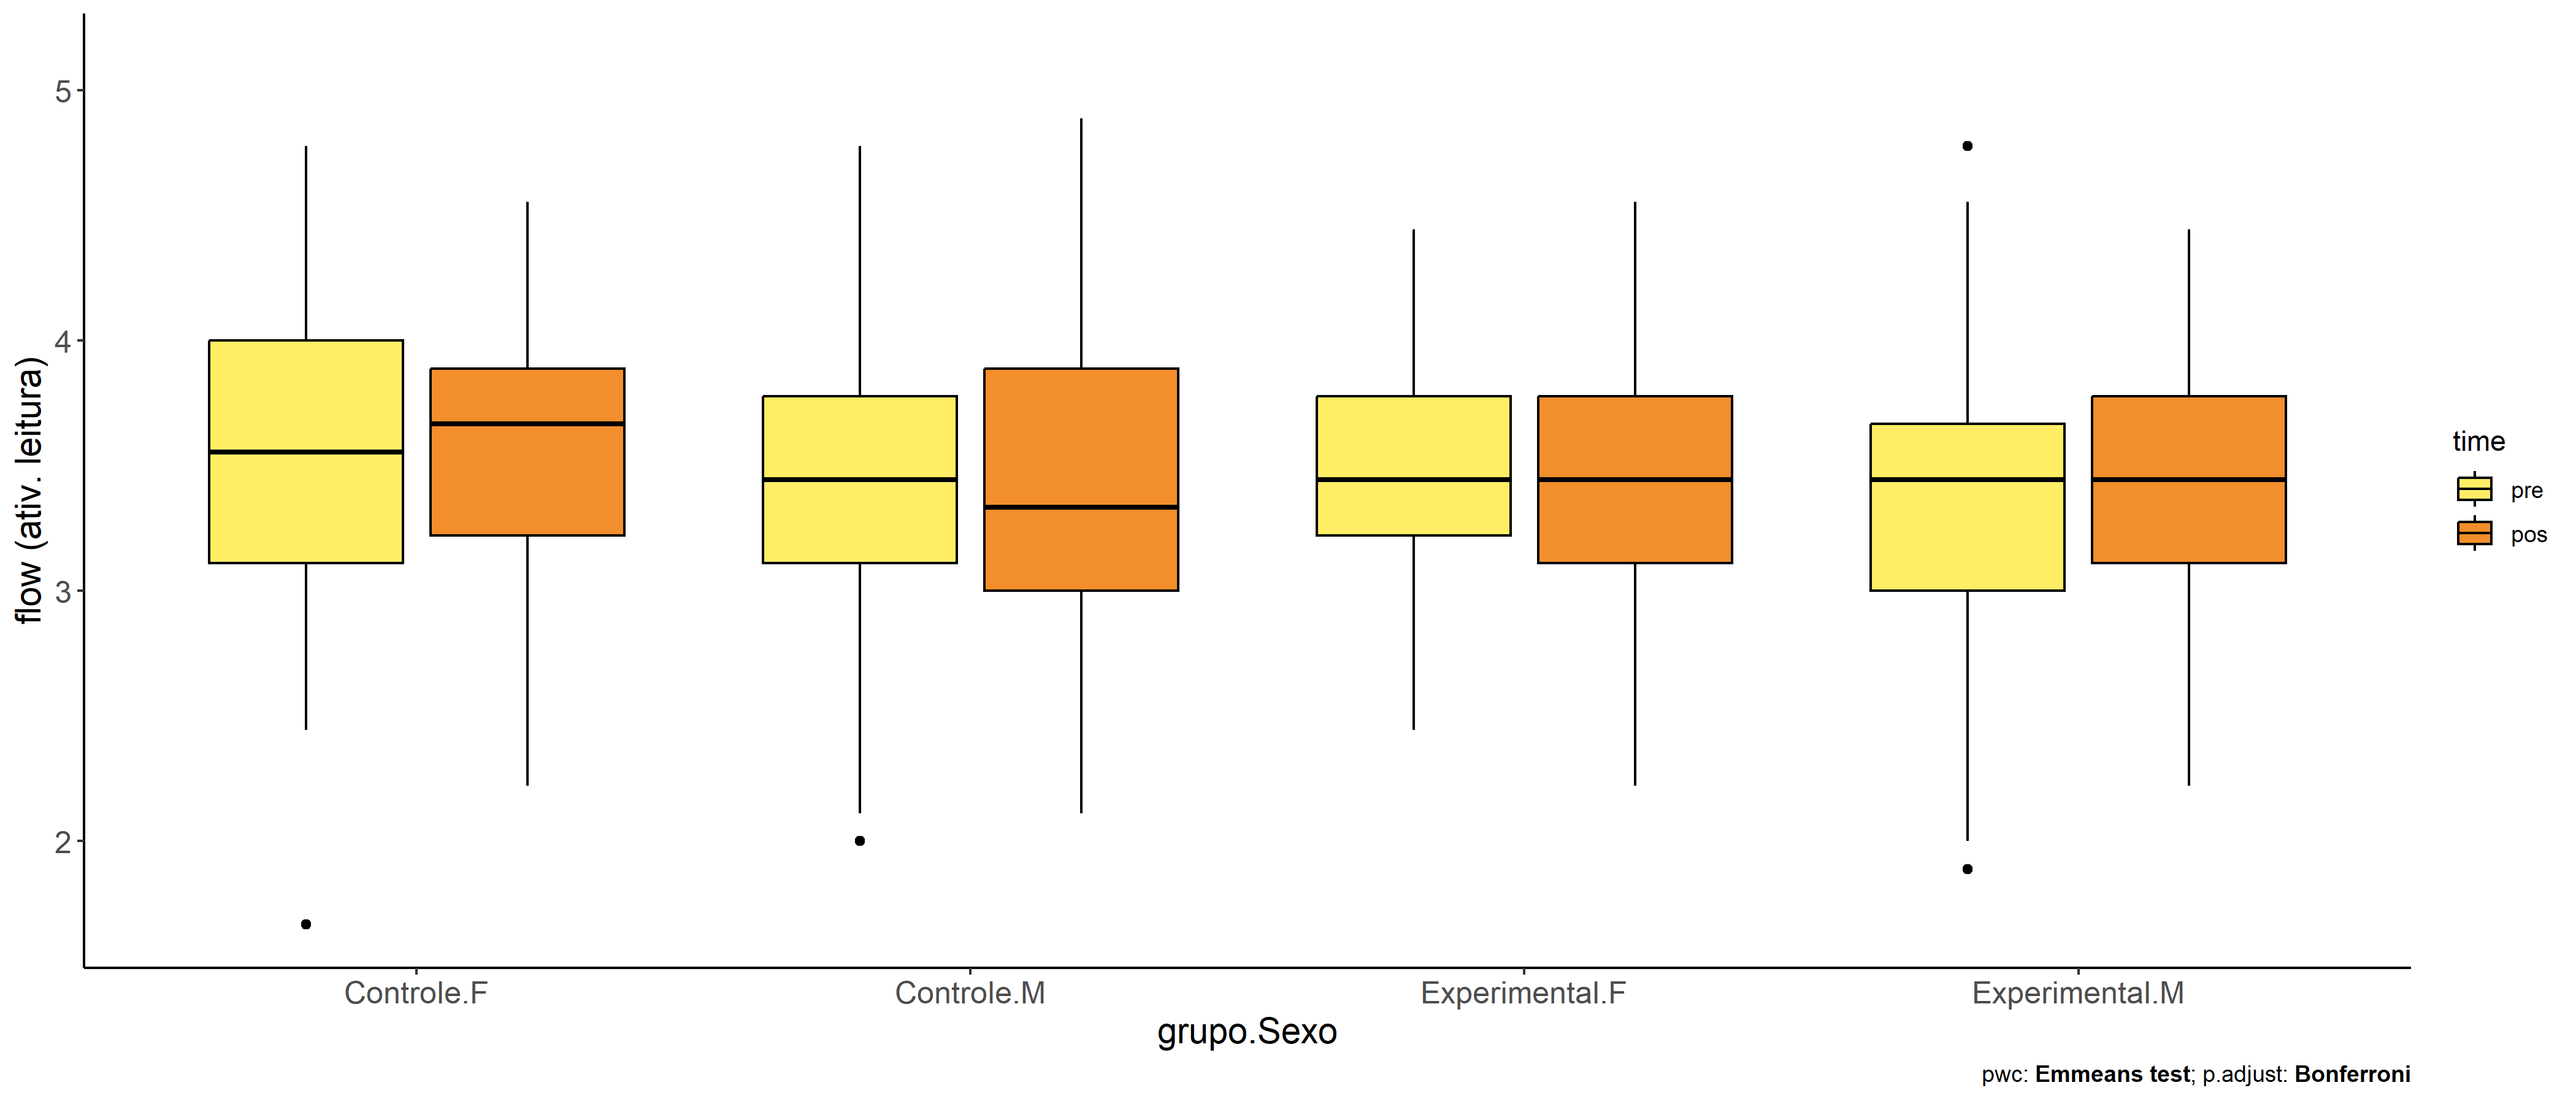 flow (ativ. leitura)
5
4
3
2
Controle.F
Controle.M
Experimental.F
Experimental.M
grupo.Sexo
time
pre
pos
pwc: Emmeans test; p.adjust: Bonferroni